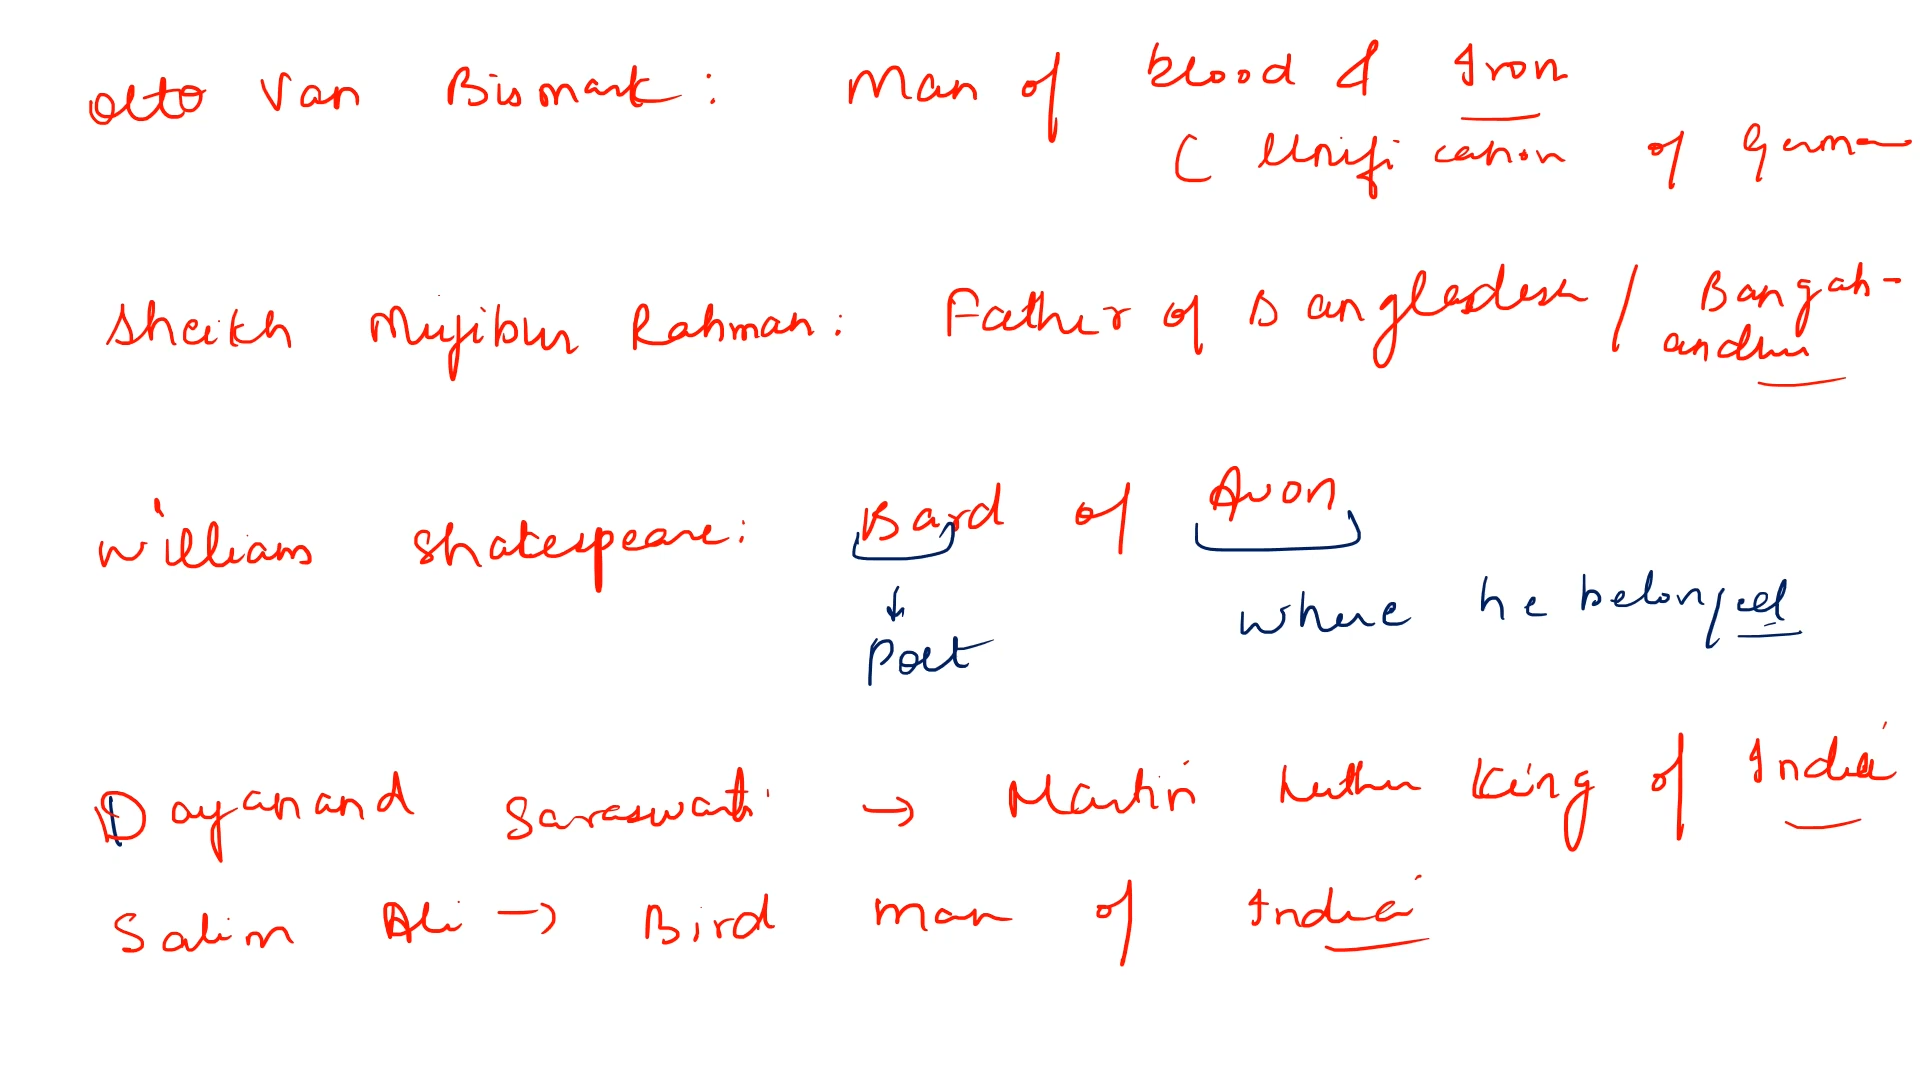 Otto Van Bismark : Man of blood & Iron
( Unification of German
Sheikh Mujibur Rahman : Father of Bangladesh / Bangab-
andhu
William Shakespeare : Bard of Avon
↓ where he belonged
Poet
Dayanand Saraswati → Martin Luther King of India
Salim Ali → Bird man of India